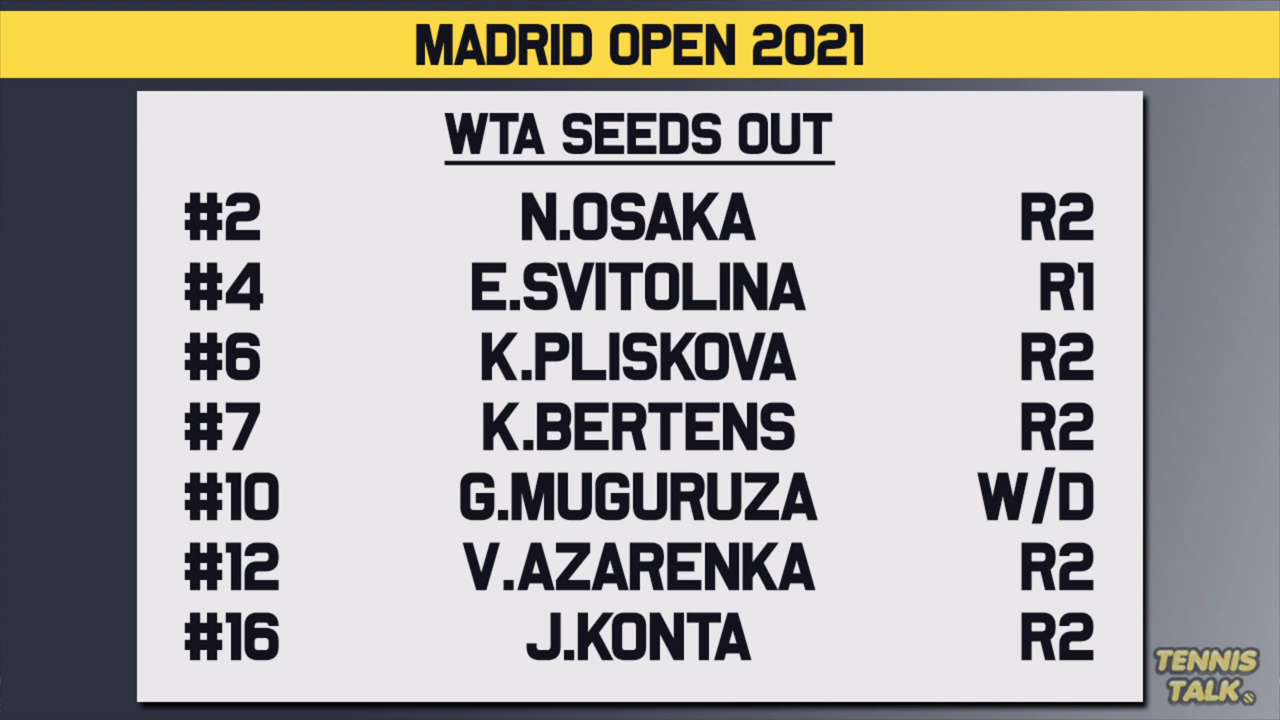 MADRID OPEN 2021
WTA SEEDS OUT
#2 N.OSAKA R2
#4 E.SVITOLINA R1
#6 K.PLISKOVA R2
#7 K.BERTENS R2
#10 G.MUGURUZA W/D
#12 V.AZARENKA R2
#16 J.KONTA R2
TENNIS
TALK